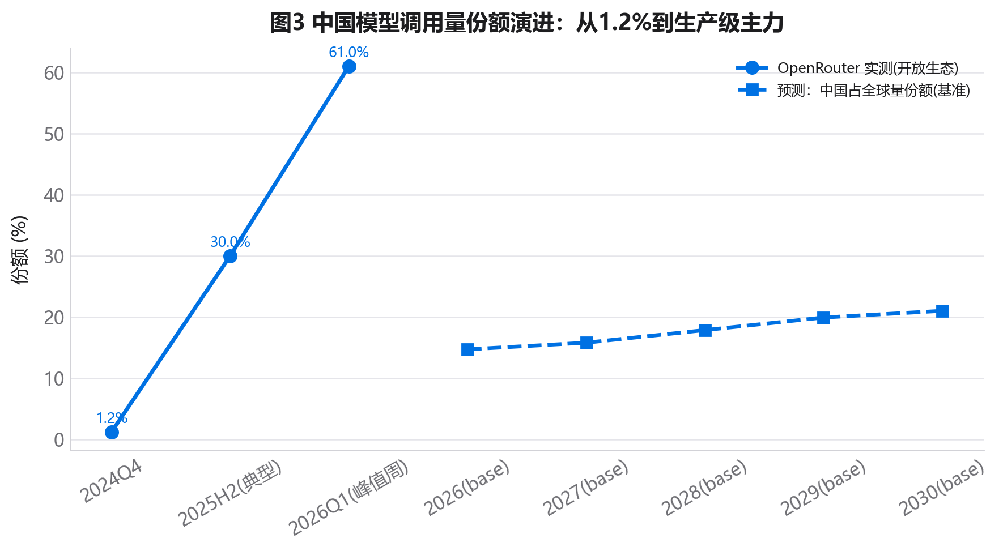 图3 中国模型调用量份额演进：从1.2%到生产级主力
OpenRouter 实测(开放生态)
预测：中国占全球量份额(基准)
份额 (%)
60
50
40
30
20
10
0
61.0%
30.0%
1.2%
2024Q4
2025H2(典型)
2026Q1(峰值周)
2026(base)
2027(base)
2028(base)
2029(base)
2030(base)